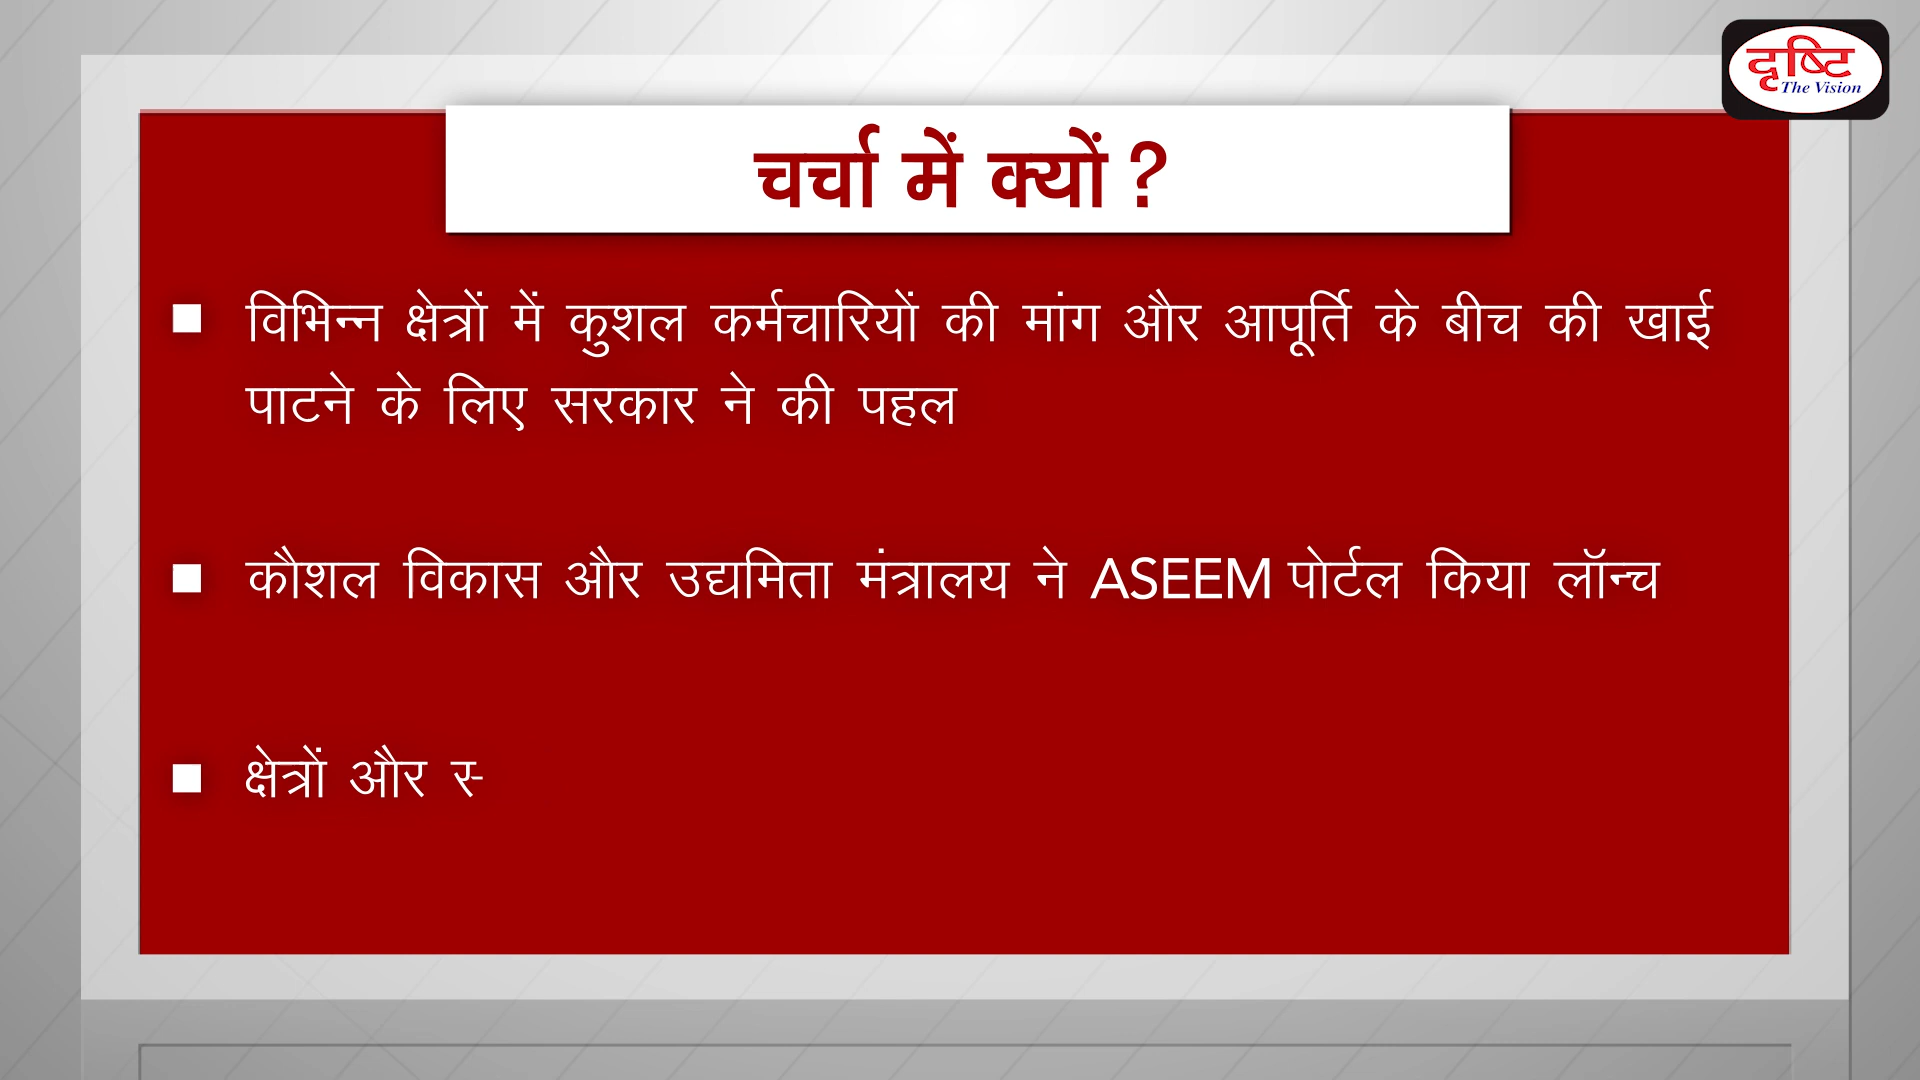 दृष्टि
The Vision
चर्चा में क्यों ?
■ विभिन्न क्षेत्रों में कुशल कर्मचारियों की मांग और आपूर्ति के बीच की खाई
पाटने के लिए सरकार ने की पहल
■ कौशल विकास और उद्यमिता मंत्रालय ने ASEEM पोर्टल किया लॉन्च
■ क्षेत्रों और स्